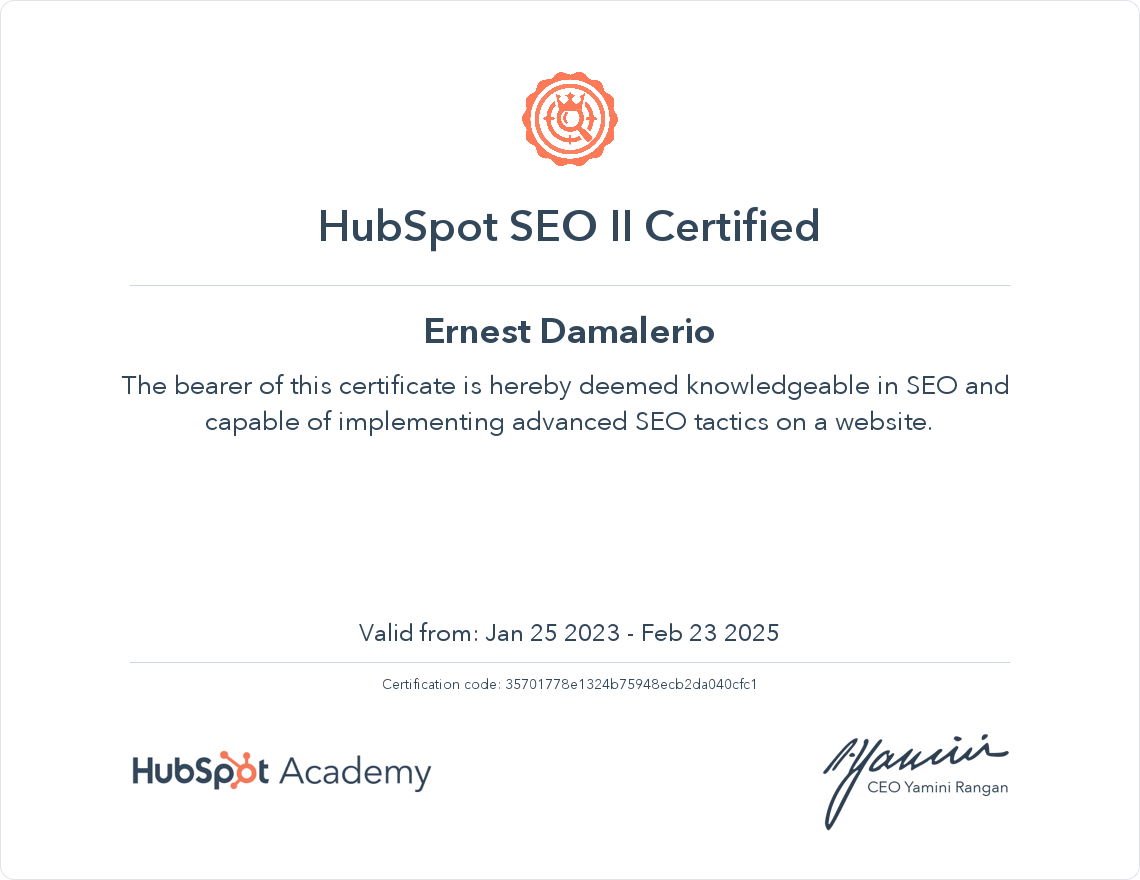 HubSpot SEO II Certified
Ernest Damalerio
The bearer of this certificate is hereby deemed knowledgeable in SEO and
capable of implementing advanced SEO tactics on a website.
Valid from: Jan 25 2023 - Feb 23 2025
Certification code: 35701778e1324b75948ecb2da040cfc1
HubSpot Academy
CEO Yamini Rangan